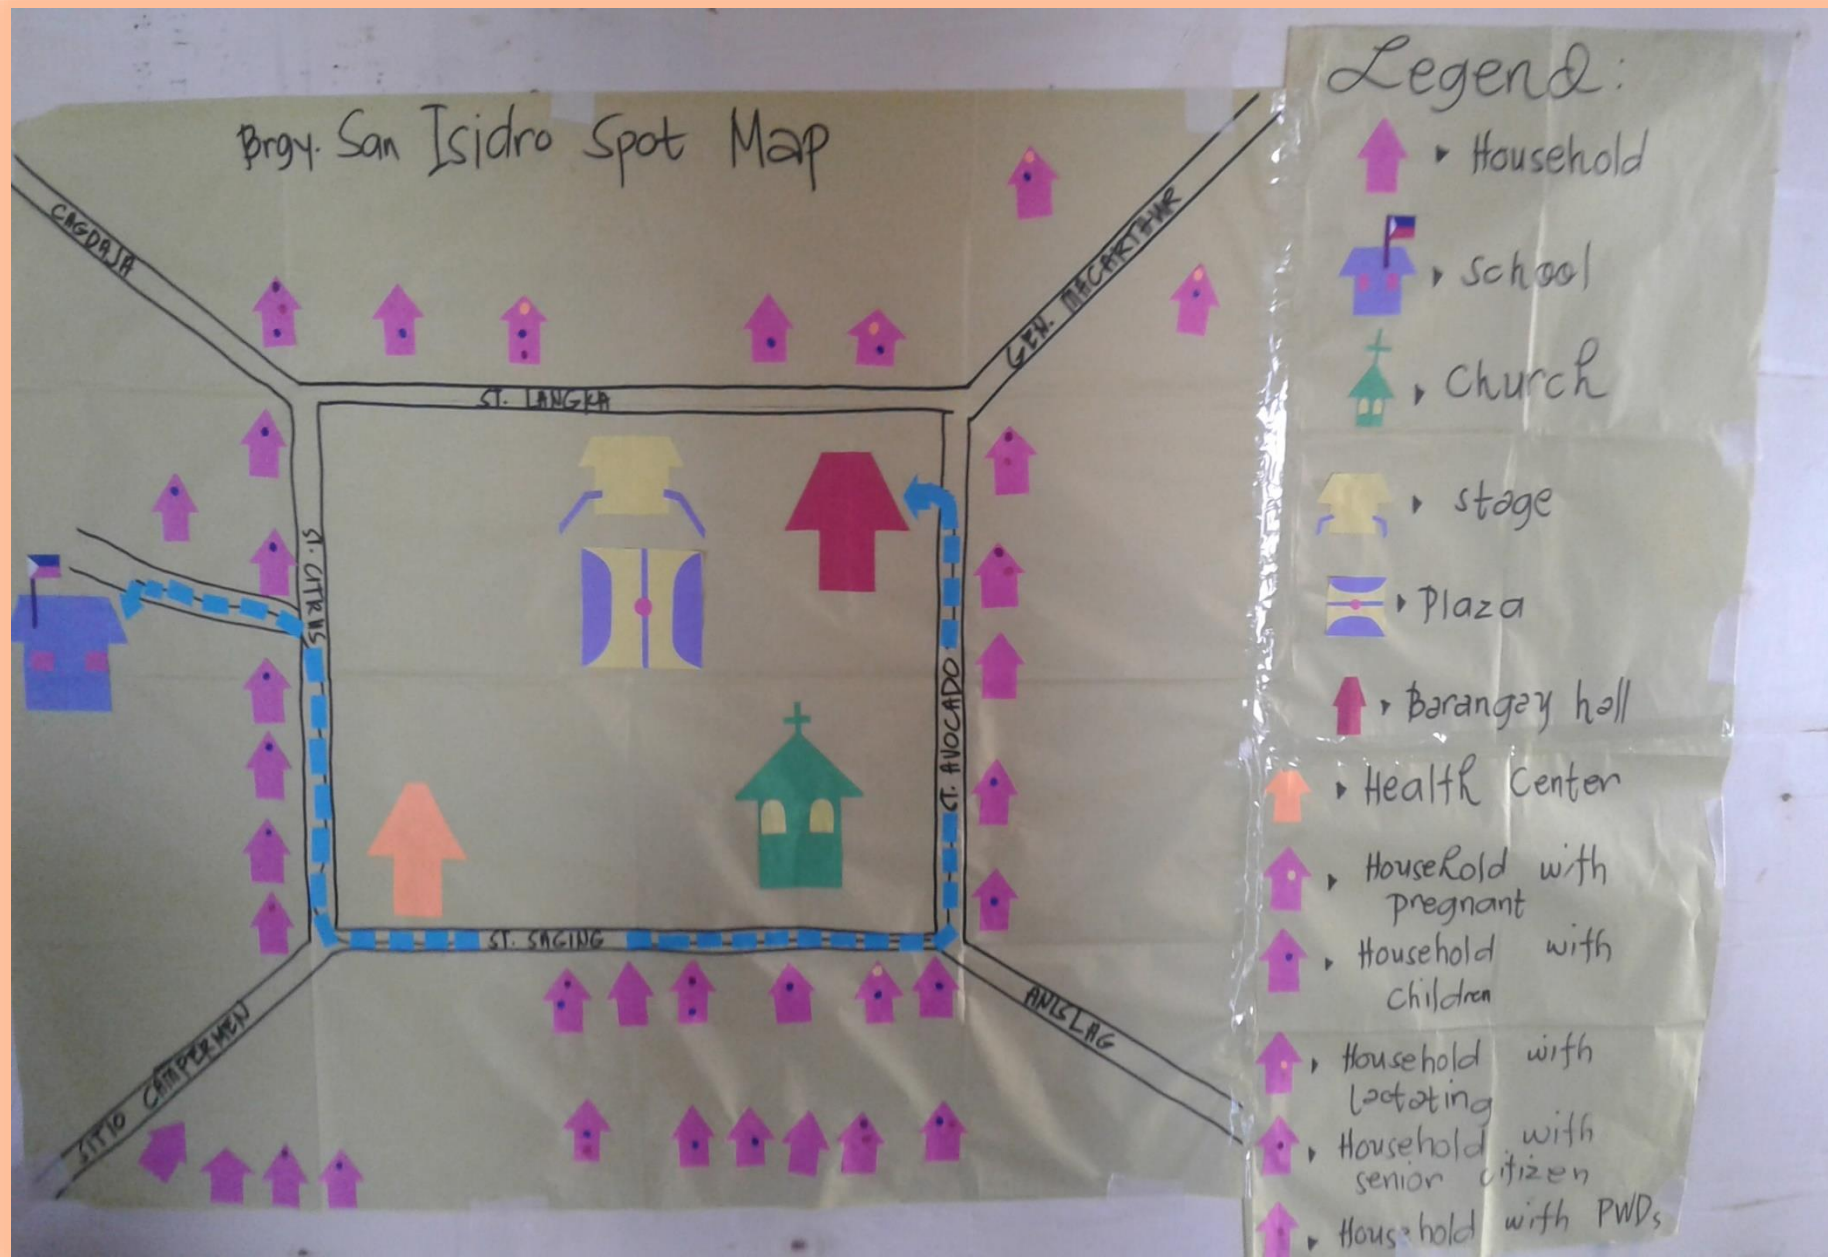 Brgy. San Isidro Spot Map
CAGDAJA
GEN. MACARTHUR
ST. LANGKA
ST. CITRUS
ST. AVOCADO
ST. SAGING
ANISLAG
SITIO CAMPERMEN
Legend:
Household
School
Church
stage
Plaza
Barangay hall
Health Center
Household with
pregnant
Household with
children
Household with
lactating
Household with
senior citizen
Household with PWDs